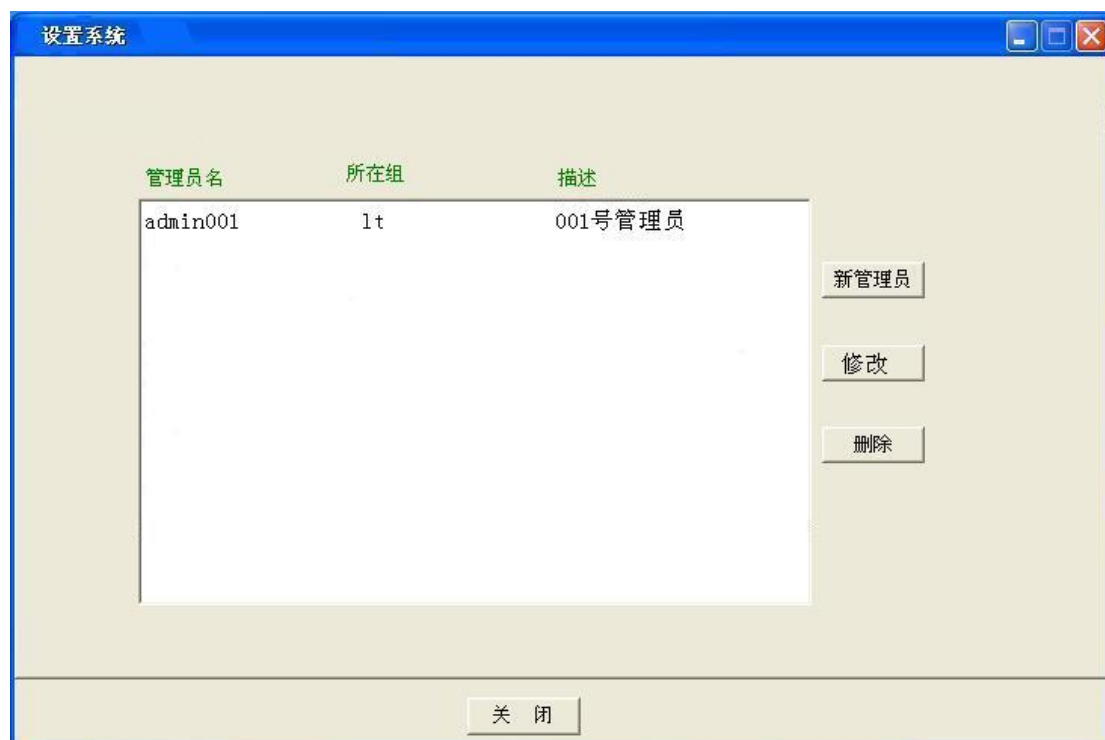 设置系统
管理员名 所在组 描述
admin001 lt 001号管理员
新管理员
修改
删除
关 闭